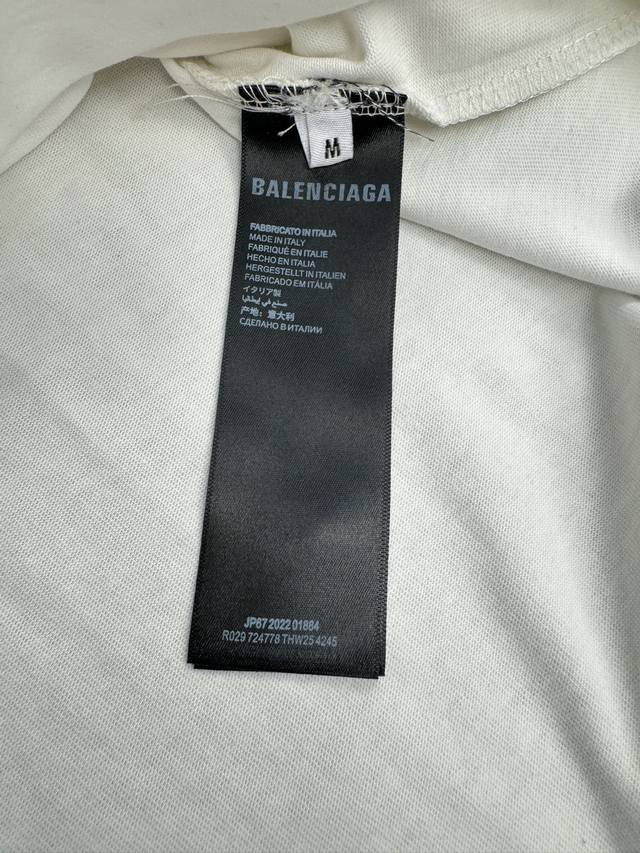 M
BALENCIAGA
FABBRICATO IN ITALIA
MADE IN ITALY
FABRIQUÉ EN ITALIE
HECHO EN ITALIA
HERGESTELLT IN ITALIEN
FABRICADO EM ITÁLIA
イタリア製
صنع في إيطاليا
产地：意大利
СДЕЛАНО В ИТАЛИИ
JP67 2022 01884
R029 724778 THW25 4245